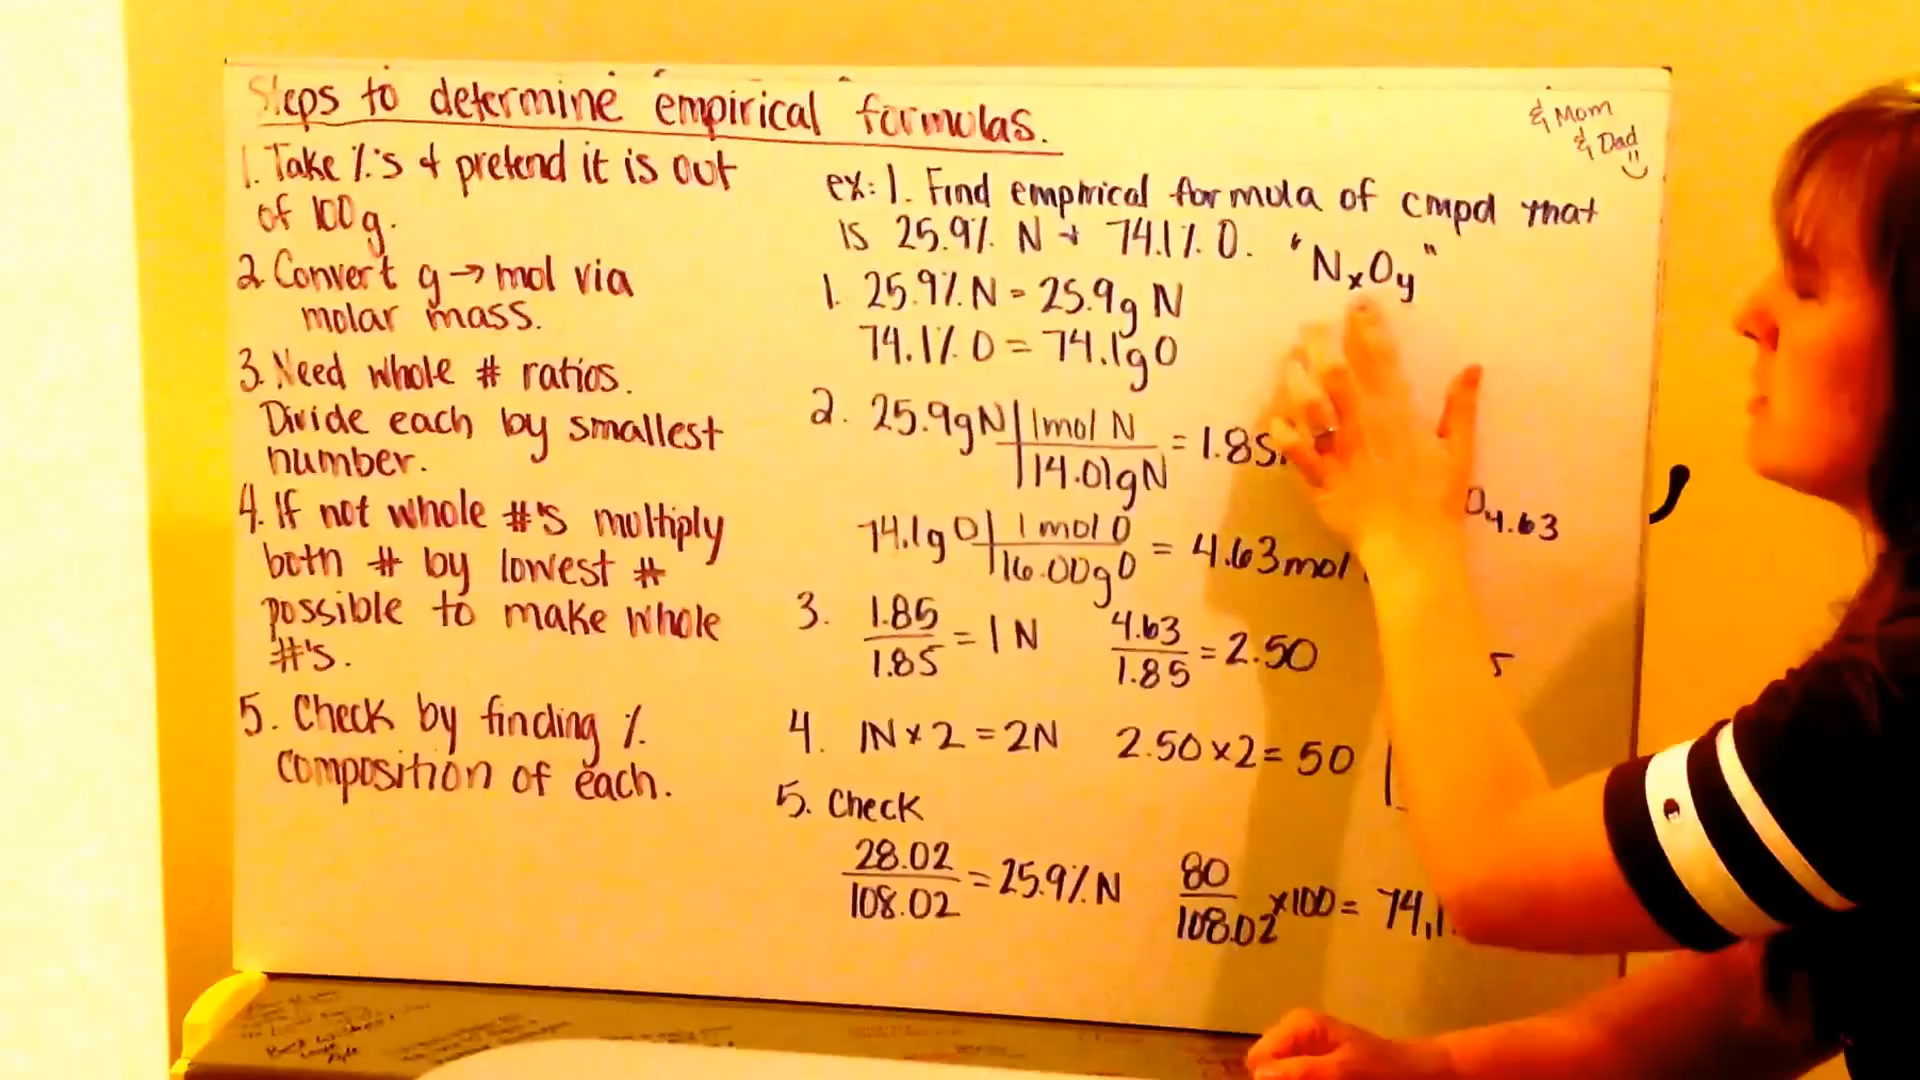 Steps to determine empirical formulas.
& Mom
& Dad
1. Take %'s & pretend it is out
of 100g.
2. Convert g → mol via
molar mass.
3. Need whole # ratios.
Divide each by smallest
number.
4. If not whole #'s multiply
both # by lowest #
possible to make whole
#'s.
5. Check by finding %
composition of each.
ex: 1. Find empirical formula of cmpd that
is 25.9% N + 74.1% O. "NxOy"
1. 25.9% N = 25.9g N
74.1% O = 74.1g O
2. 25.9gN | 1mol N / 14.01gN = 1.85
74.1g O | 1 mol O / 16.00g O = 4.63mol
O4.63
3. 1.85 / 1.85 = 1 N 4.63 / 1.85 = 2.50
5
4. 1N x 2 = 2N 2.50 x 2 = 5O
5. Check
28.02 / 108.02 = 25.9% N 80 / 108.02 x100 = 74.1